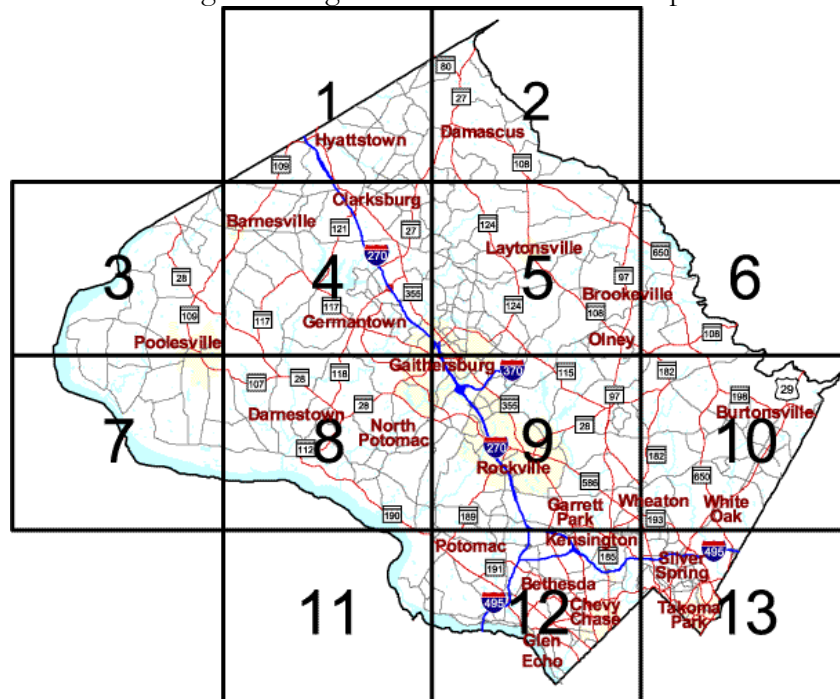 1
2
80
27
Hyattstown
Damascus
109
108
Clarksburg
Barnesville
121
27
124
Laytonsville
650
270
3
4
5
6
28
97
355
Brookeville
109
117
117
124
108
Germantown
Poolesville
Olney
108
Gaithersburg
370
115
182
107
28
118
29
97
198
28
355
Darnestown
Burtonsville
North
Potomac
28
7
8
9
10
112
270
182
Rockville
586
650
Garrett
Park
Wheaton
White
Oak
190
189
193
Potomac
Kensington
185
495
Silver
Spring
191
Bethesda
495
11
12
13
Chevy
Chase
Takoma
Park
Glen
Echo